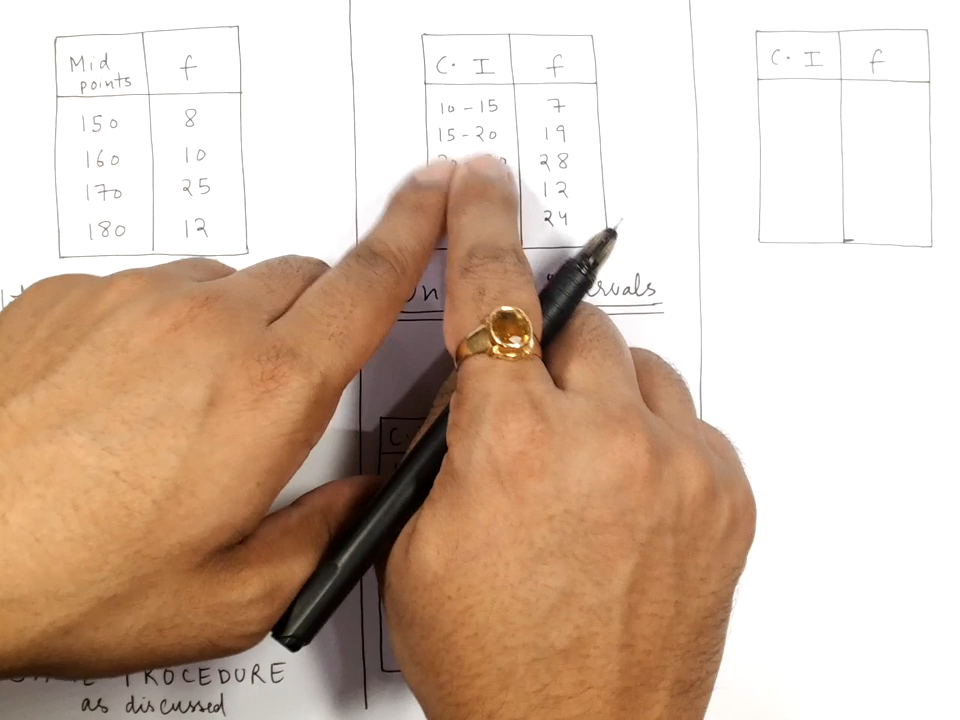 Mid points f
150 8
160 10
170 25
180 12
C. I f
10-15 7
15-20 19
28
12
24
C. I f
PROCEDURE
as discussed